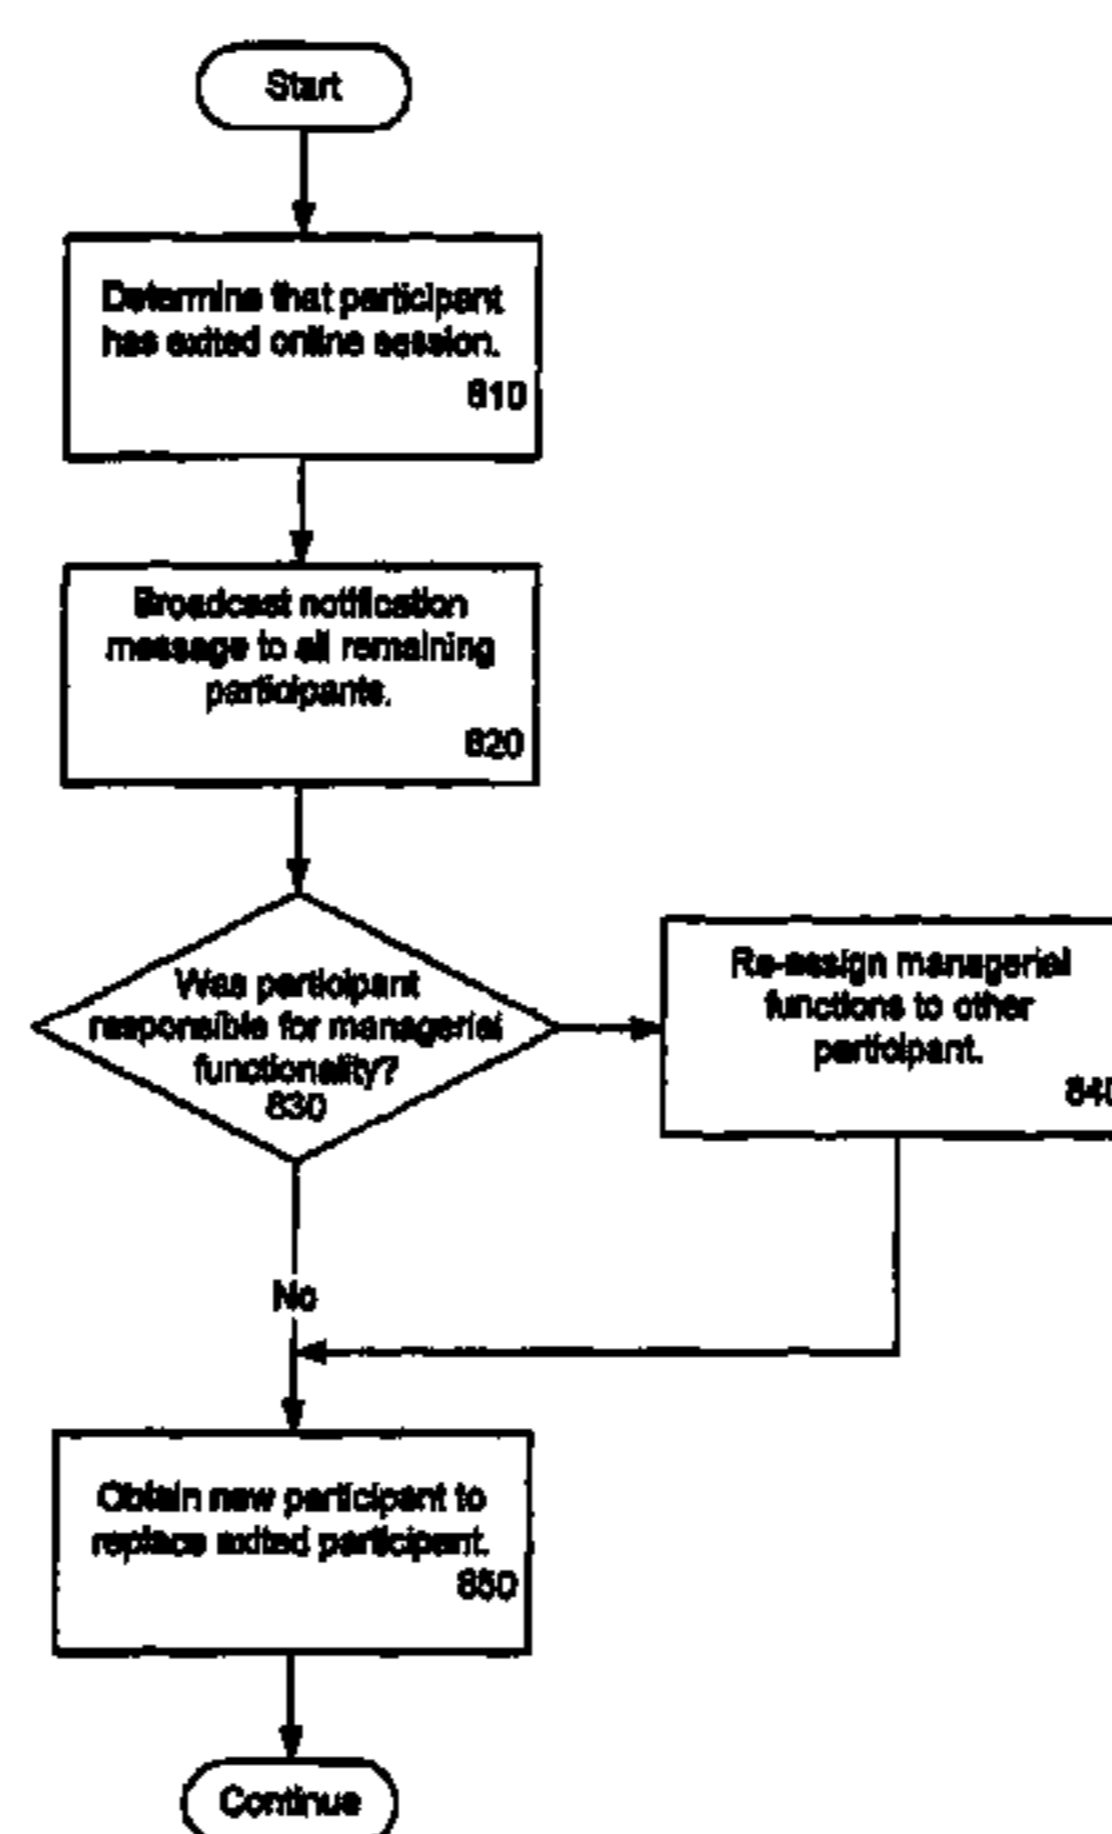 Start
Determine that participant
has exited online session.
810
Broadcast notification
message to all remaining
participants.
820
Was participant
responsible for managerial
functionality?
830
Re-assign managerial
functions to other
participant.
840
No
Obtain new participant to
replace exited participant.
850
Continue